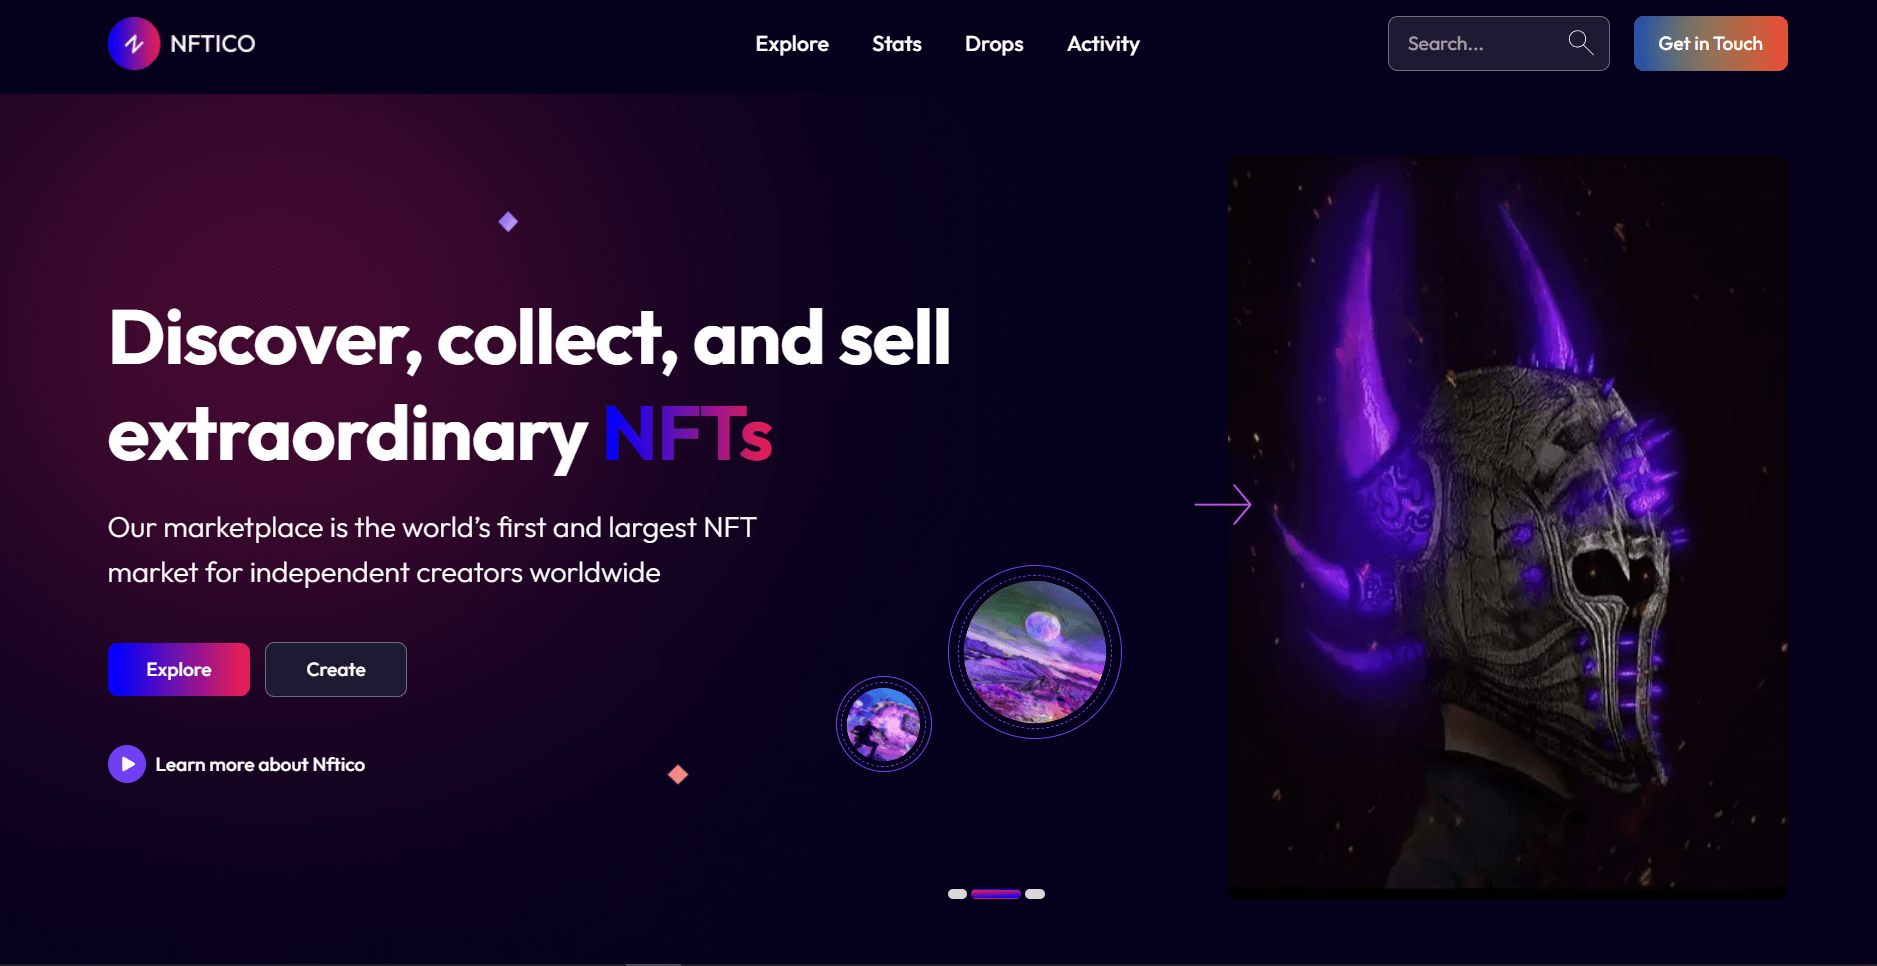 NFTICO
Explore
Stats
Drops
Activity
Search...
Get in Touch
Discover, collect, and sell
extraordinary NFTs
Our marketplace is the world’s first and largest NFT
market for independent creators worldwide
Explore
Create
Learn more about Nftico